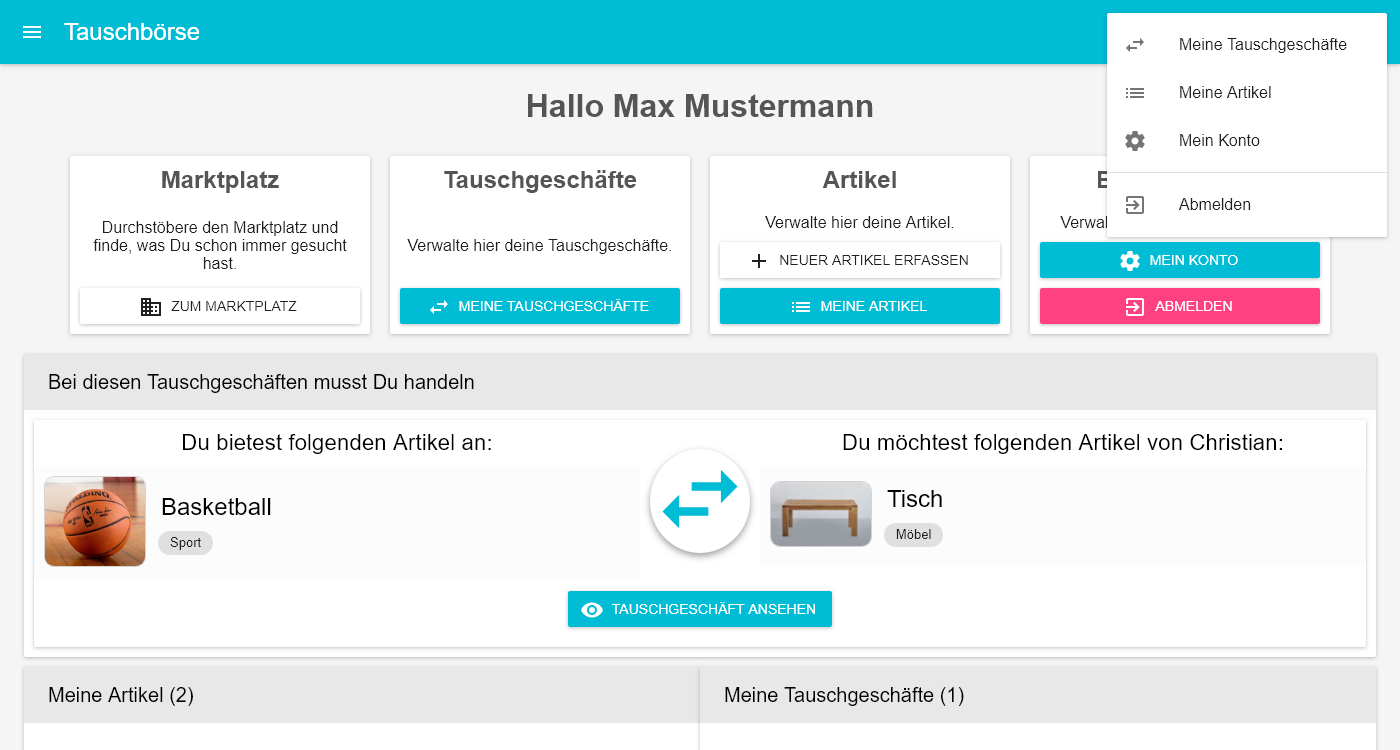 Tauschbörse
Meine Tauschgeschäfte
Meine Artikel
Mein Konto
Abmelden
Hallo Max Mustermann
Marktplatz
Durchstöbere den Marktplatz und
finde, was Du schon immer gesucht
hast.
ZUM MARKTPLATZ
Tauschgeschäfte
Verwalte hier deine Tauschgeschäfte.
MEINE TAUSCHGESCHÄFTE
Artikel
Verwalte hier deine Artikel.
NEUER ARTIKEL ERFASSEN
MEINE ARTIKEL
MEIN KONTO
ABMELDEN
Bei diesen Tauschgeschäften musst Du handeln
Du bietest folgenden Artikel an:
SPALDING
Basketball
Sport
Du möchtest folgenden Artikel von Christian:
Tisch
Möbel
TAUSCHGESCHÄFT ANSEHEN
Meine Artikel (2)
Meine Tauschgeschäfte (1)